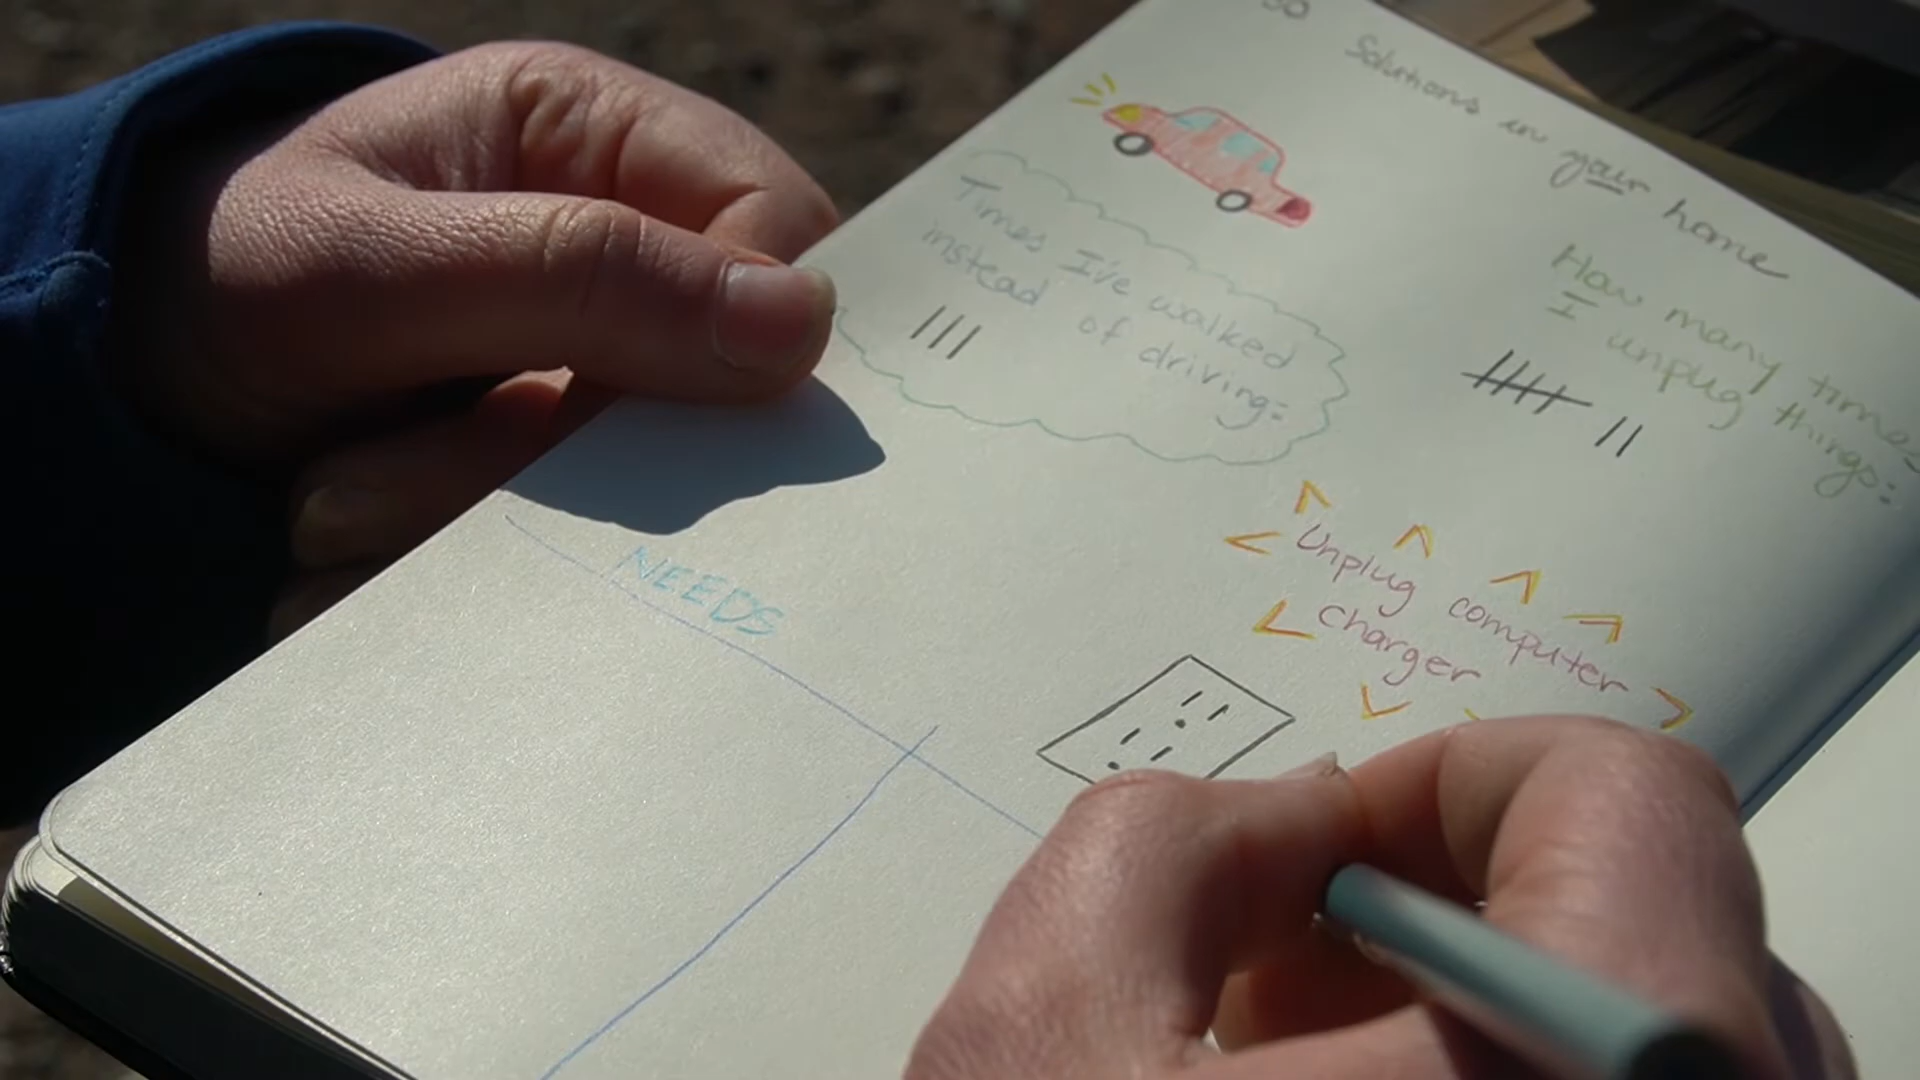 Solutions in your home
Times I've walked
instead of driving:
How many times
I unplug things:
Unplug computer
charger
NEEDS